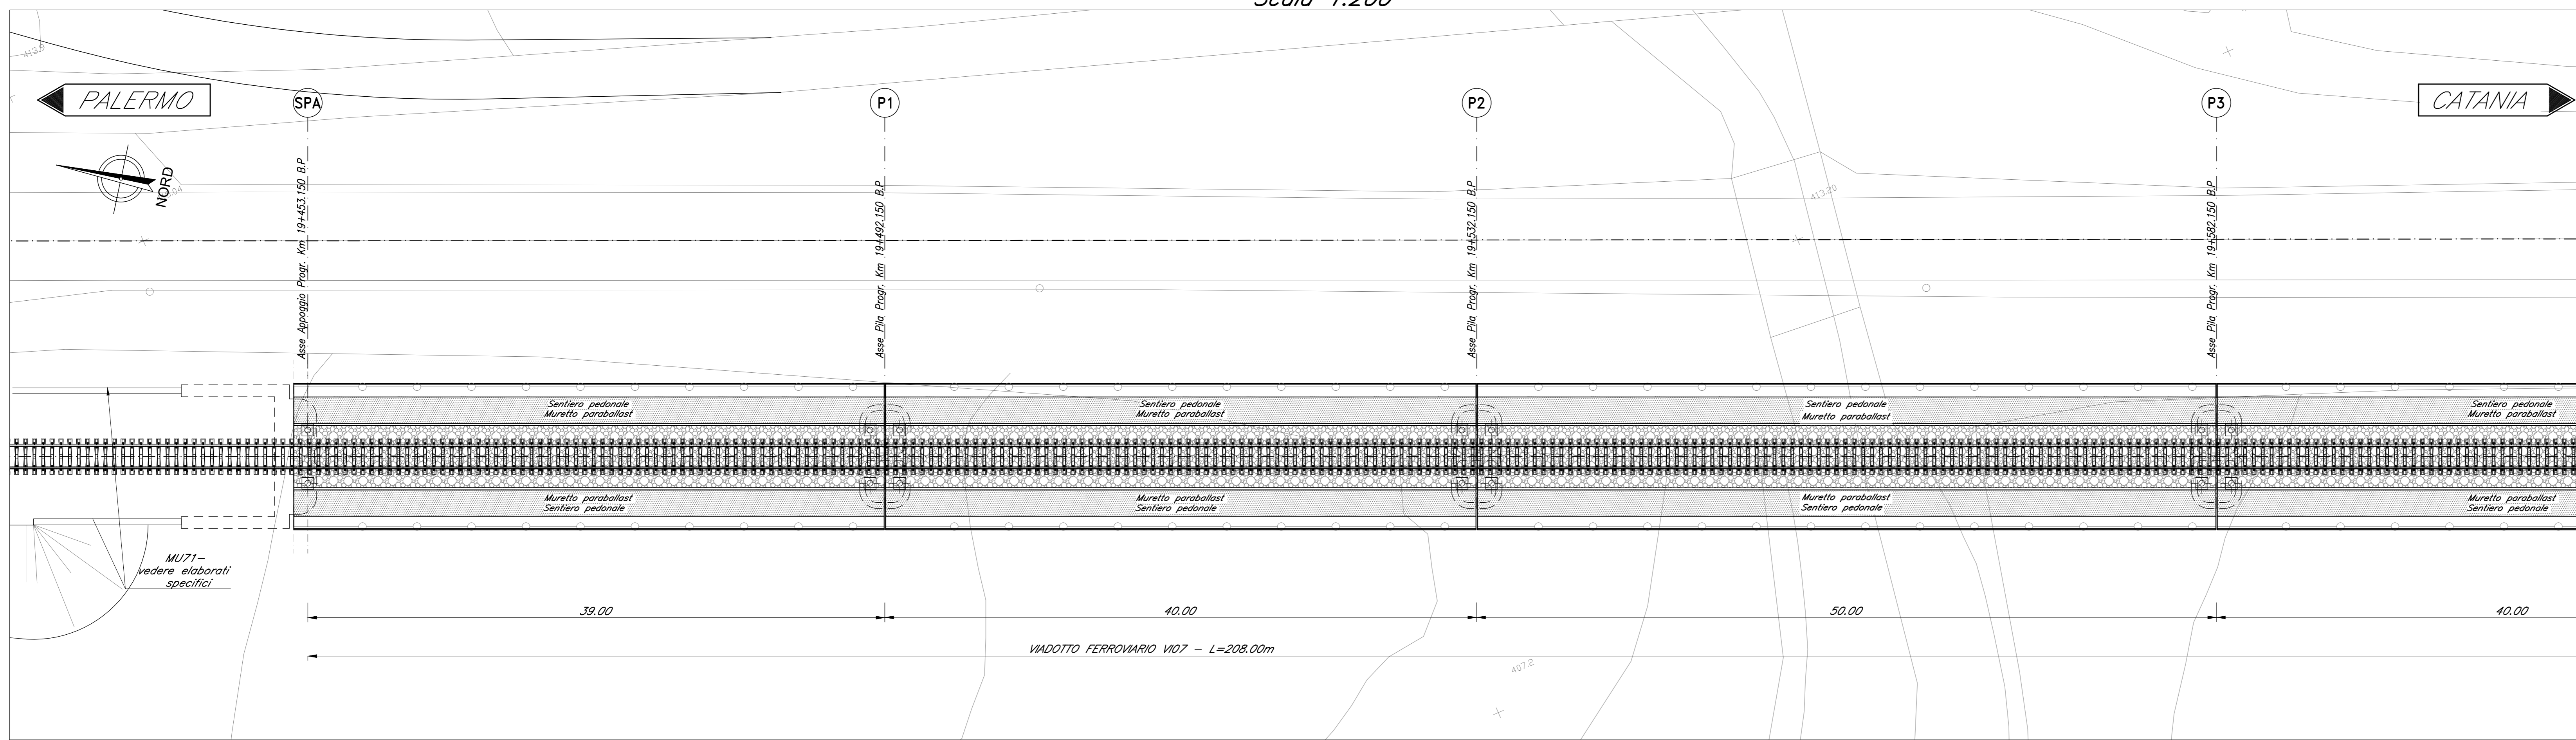 Scala 1:200
413.9
PALERMO
SPA
P1
P2
P3
CATANIA
NORD
413.20
Asse Appoggio Progr. Km 19+453.150 B.P
Asse Pila Progr. Km 19+492.150 B.P
Asse Pila Progr. Km 19+532.150 B.P
Asse Pila Progr. Km 19+582.150 B.P
Sentiero pedonale
Muretto paraballast
Sentiero pedonale
Muretto paraballast
Sentiero pedonale
Muretto paraballast
Sentiero pedonale
Muretto paraballast
Muretto paraballast
Sentiero pedonale
Muretto paraballast
Sentiero pedonale
Muretto paraballast
Sentiero pedonale
Muretto paraballast
Sentiero pedonale
MU71-
vedere elaborati
specifici
39.00
40.00
50.00
40.00
VIADOTTO FERROVIARIO VI07 - L=208.00m
407.2